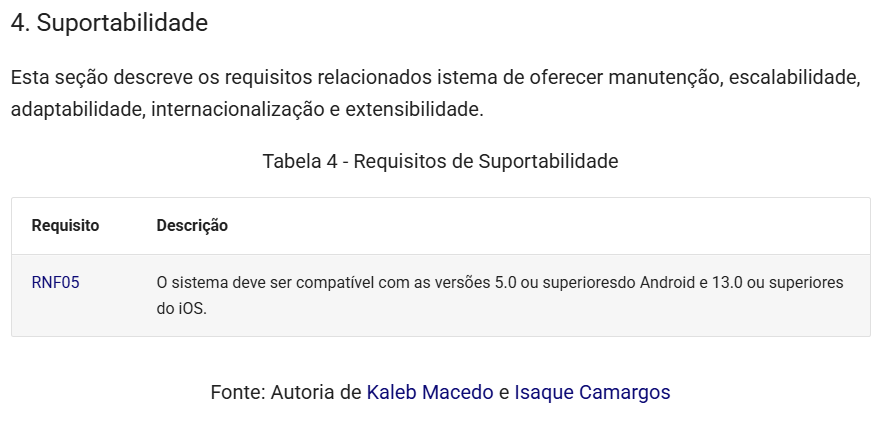 4. Suportabilidade
Esta seção descreve os requisitos relacionados istema de oferecer manutenção, escalabilidade,
adaptabilidade, internacionalização e extensibilidade.
Tabela 4 - Requisitos de Suportabilidade
Requisito Descrição
RNF05 O sistema deve ser compatível com as versões 5.0 ou superioresdo Android e 13.0 ou superiores
do iOS.
Fonte: Autoria de Kaleb Macedo e Isaque Camargos